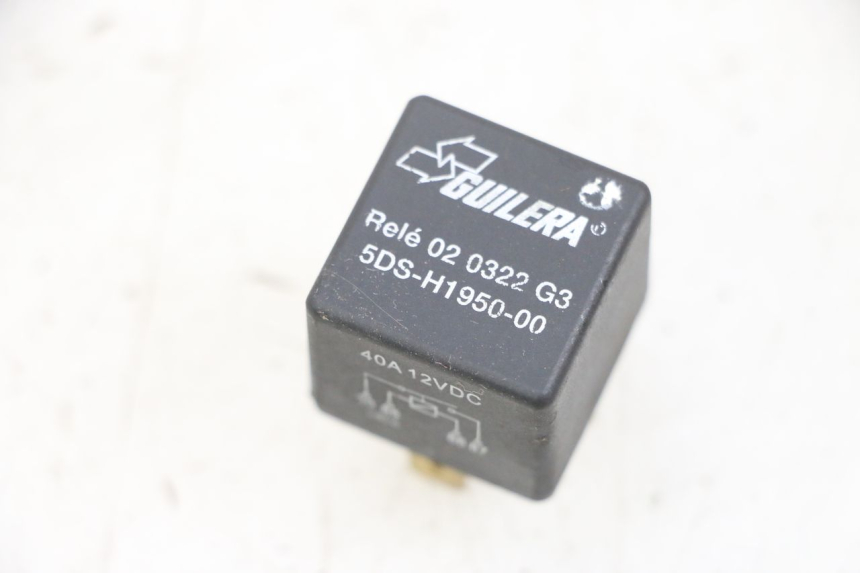 GUILERA
Relé 02 0322 G3
5DS-H1950-00
40A 12VDC